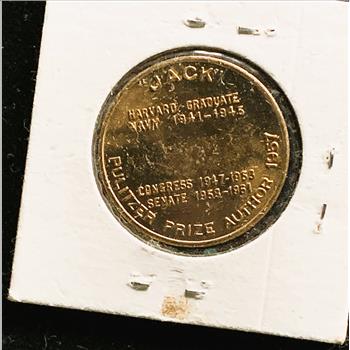 "JACK"
HARVARD GRADUATE
NAVY 1941-1945
CONGRESS 1947-1953
SENATE 1953-1961
PULITZER PRIZE AUTHOR 1957